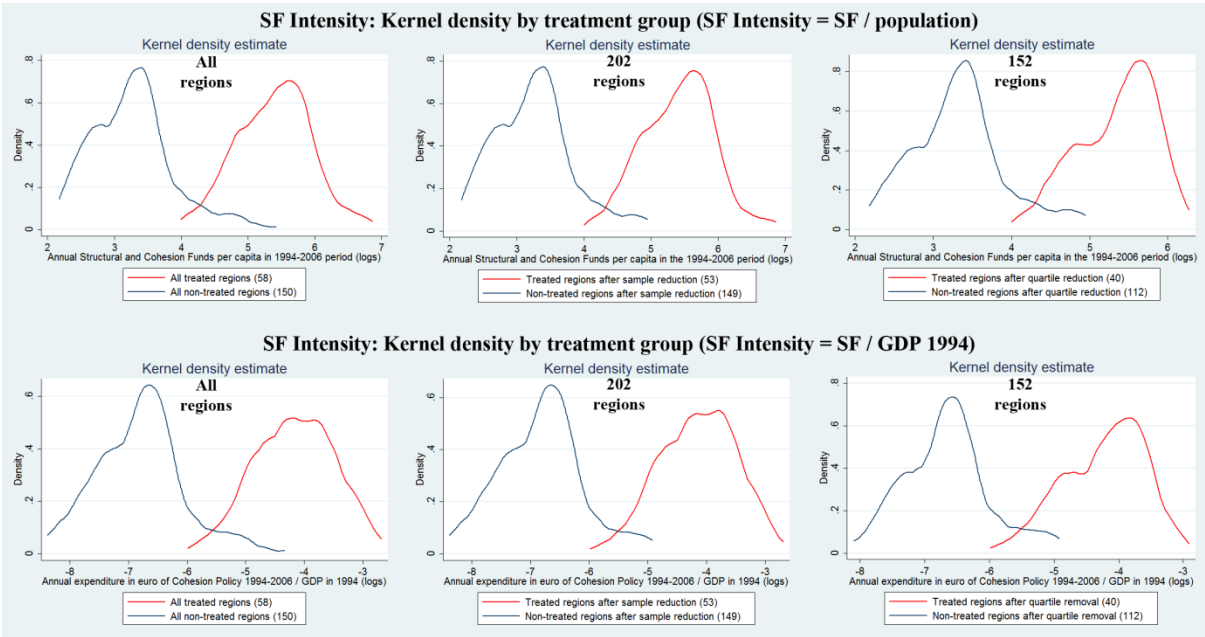 SF Intensity: Kernel density by treatment group (SF Intensity = SF / population)
Kernel density estimate
All
regions
Density
0 .2 .4 .6 .8
2 3 4 5 6 7
Annual Structural and Cohesion Funds per capita in 1994-2006 period (logs)
All treated regions (58)
All non-treated regions (150)
Kernel density estimate
202
regions
Density
0 .2 .4 .6 .8
2 3 4 5 6 7
Annual Structural and Cohesion Funds per capita in the 1994-2006 period (logs)
Treated regions after sample reduction (53)
Non-treated regions after sample reduction (149)
Kernel density estimate
152
regions
Density
0 .2 .4 .6 .8
2 3 4 5 6
Annual Structural and Cohesion Funds per capita in the 1994-2006 period (logs)
Treated regions after quartile reduction (40)
Non-treated regions after quartile reduction (112)
SF Intensity: Kernel density by treatment group (SF Intensity = SF / GDP 1994)
Kernel density estimate
All
regions
Density
0 .2 .4 .6
-8 -7 -6 -5 -4 -3
Annual expenditure in euro of Cohesion Policy 1994-2006 / GDP in 1994 (logs)
All treated regions (58)
All non-treated regions (150)
Kernel density estimate
202
regions
Density
0 .2 .4 .6
-8 -7 -6 -5 -4 -3
Annual expenditure in euro of Cohesion Policy 1994-2006 / GDP in 1994 (logs)
Treated regions after sample reduction (53)
Non-treated regions after sample reduction (149)
Kernel density estimate
152
regions
Density
0 .2 .4 .6 .8
-8 -7 -6 -5 -4 -3
Annual expenditure in euro of Cohesion Policy 1994-2006 / GDP in 1994 (logs)
Treated regions after quartile removal (40)
Non-treated regions after quartile removal (112)